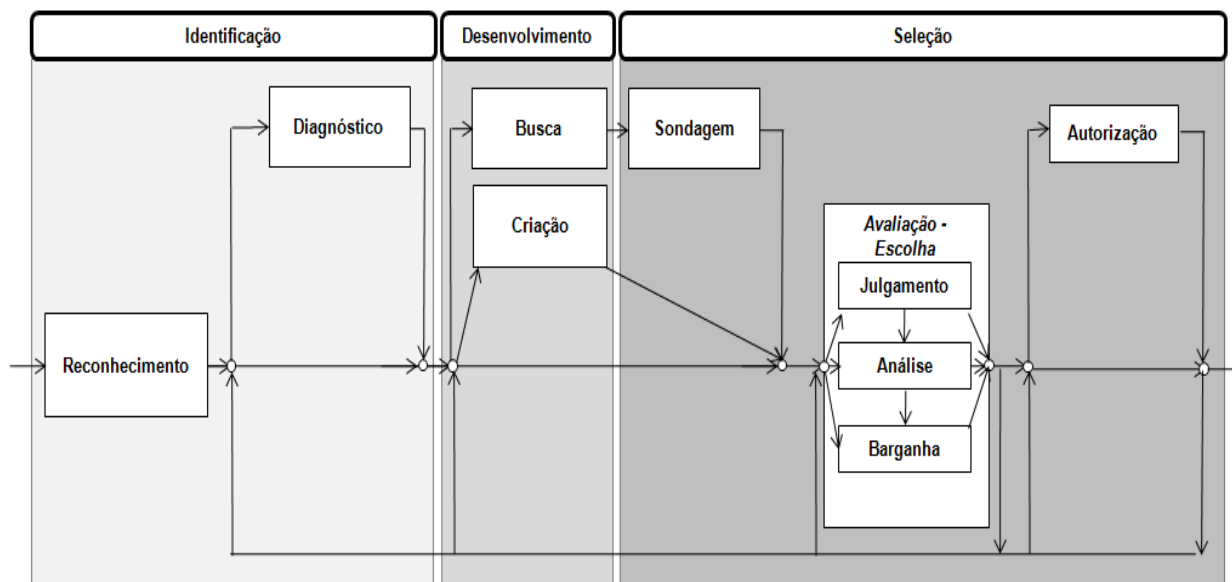 Identificação
Desenvolvimento
Seleção
Diagnóstico
Busca
Sondagem
Autorização
Criação
Avaliação -
Escolha
Julgamento
Reconhecimento
Análise
Barganha